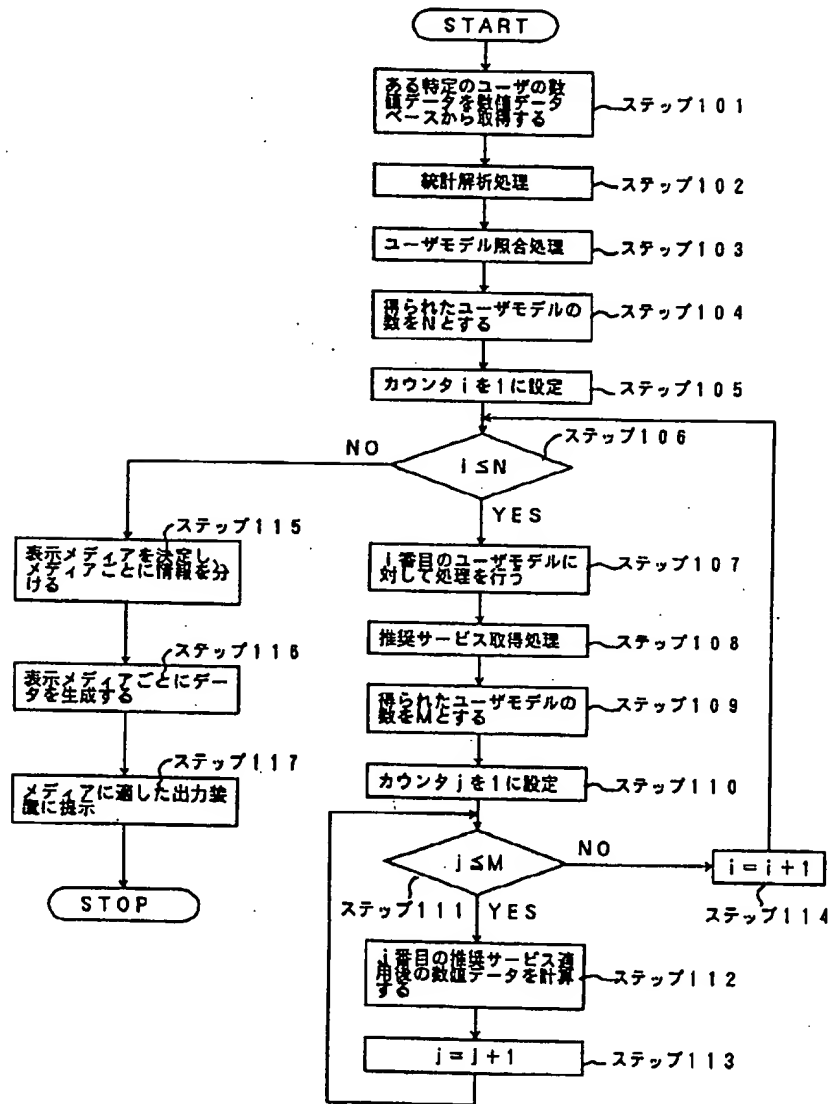 START
ある特定のユーザの数
値データを数値データ
ベースから取得する
ステップ101
統計解析処理
ステップ102
ユーザモデル照合処理
ステップ103
得られたユーザモデルの
数をNとする
ステップ104
カウンタiを1に設定
ステップ105
ステップ106
NO
i≤N
YES
i番目のユーザモデルに
対して処理を行う
ステップ107
推奨サービス取得処理
ステップ108
得られたユーザモデルの
数をMとする
ステップ109
カウンタjを1に設定
ステップ110
j≤M
NO
ステップ111
YES
i=i+1
ステップ114
j番目の推奨サービス適
用後の数値データを計算
する
ステップ112
j=j+1
ステップ113
ステップ115
表示メディアを決定し、
メディアごとに情報を分
ける
ステップ116
表示メディアごとにデー
タを生成する
ステップ117
メディアに適した出力装
置に提示
STOP